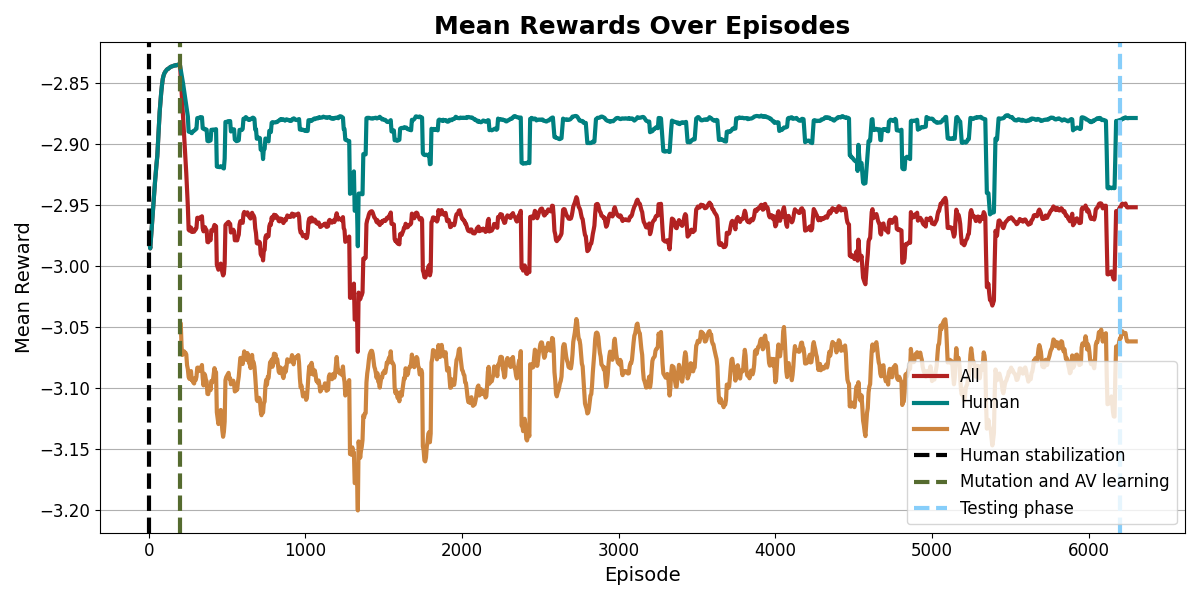 Mean Rewards Over Episodes
Mean Reward
−2.85
−2.90
−2.95
−3.00
−3.05
−3.10
−3.15
−3.20
All
Human
AV
Human stabilization
Mutation and AV learning
Testing phase
0
1000
2000
3000
4000
5000
6000
Episode